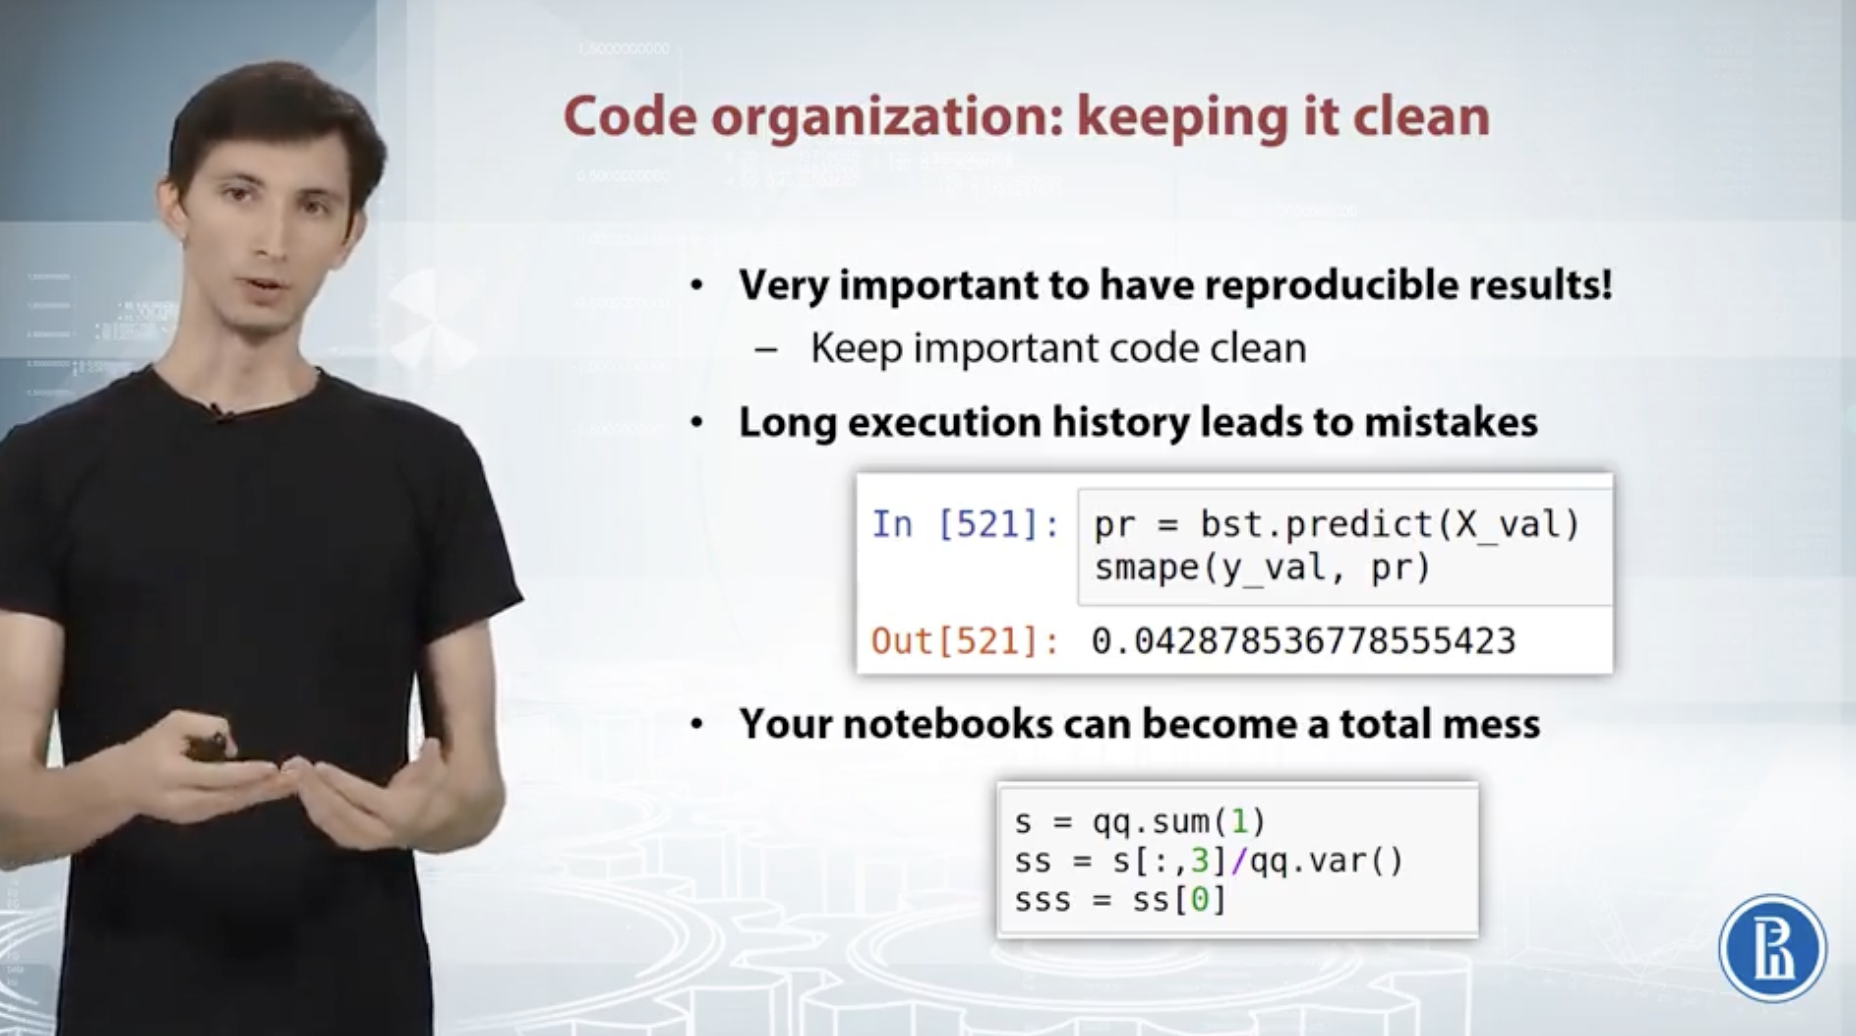 Code organization: keeping it clean
• Very important to have reproducible results!
– Keep important code clean
• Long execution history leads to mistakes
In [521]: pr = bst.predict(X_val)
smape(y_val, pr)
Out[521]: 0.042878536778555423
• Your notebooks can become a total mess
s = qq.sum(1)
ss = s[:,3]/qq.var()
sss = ss[0]